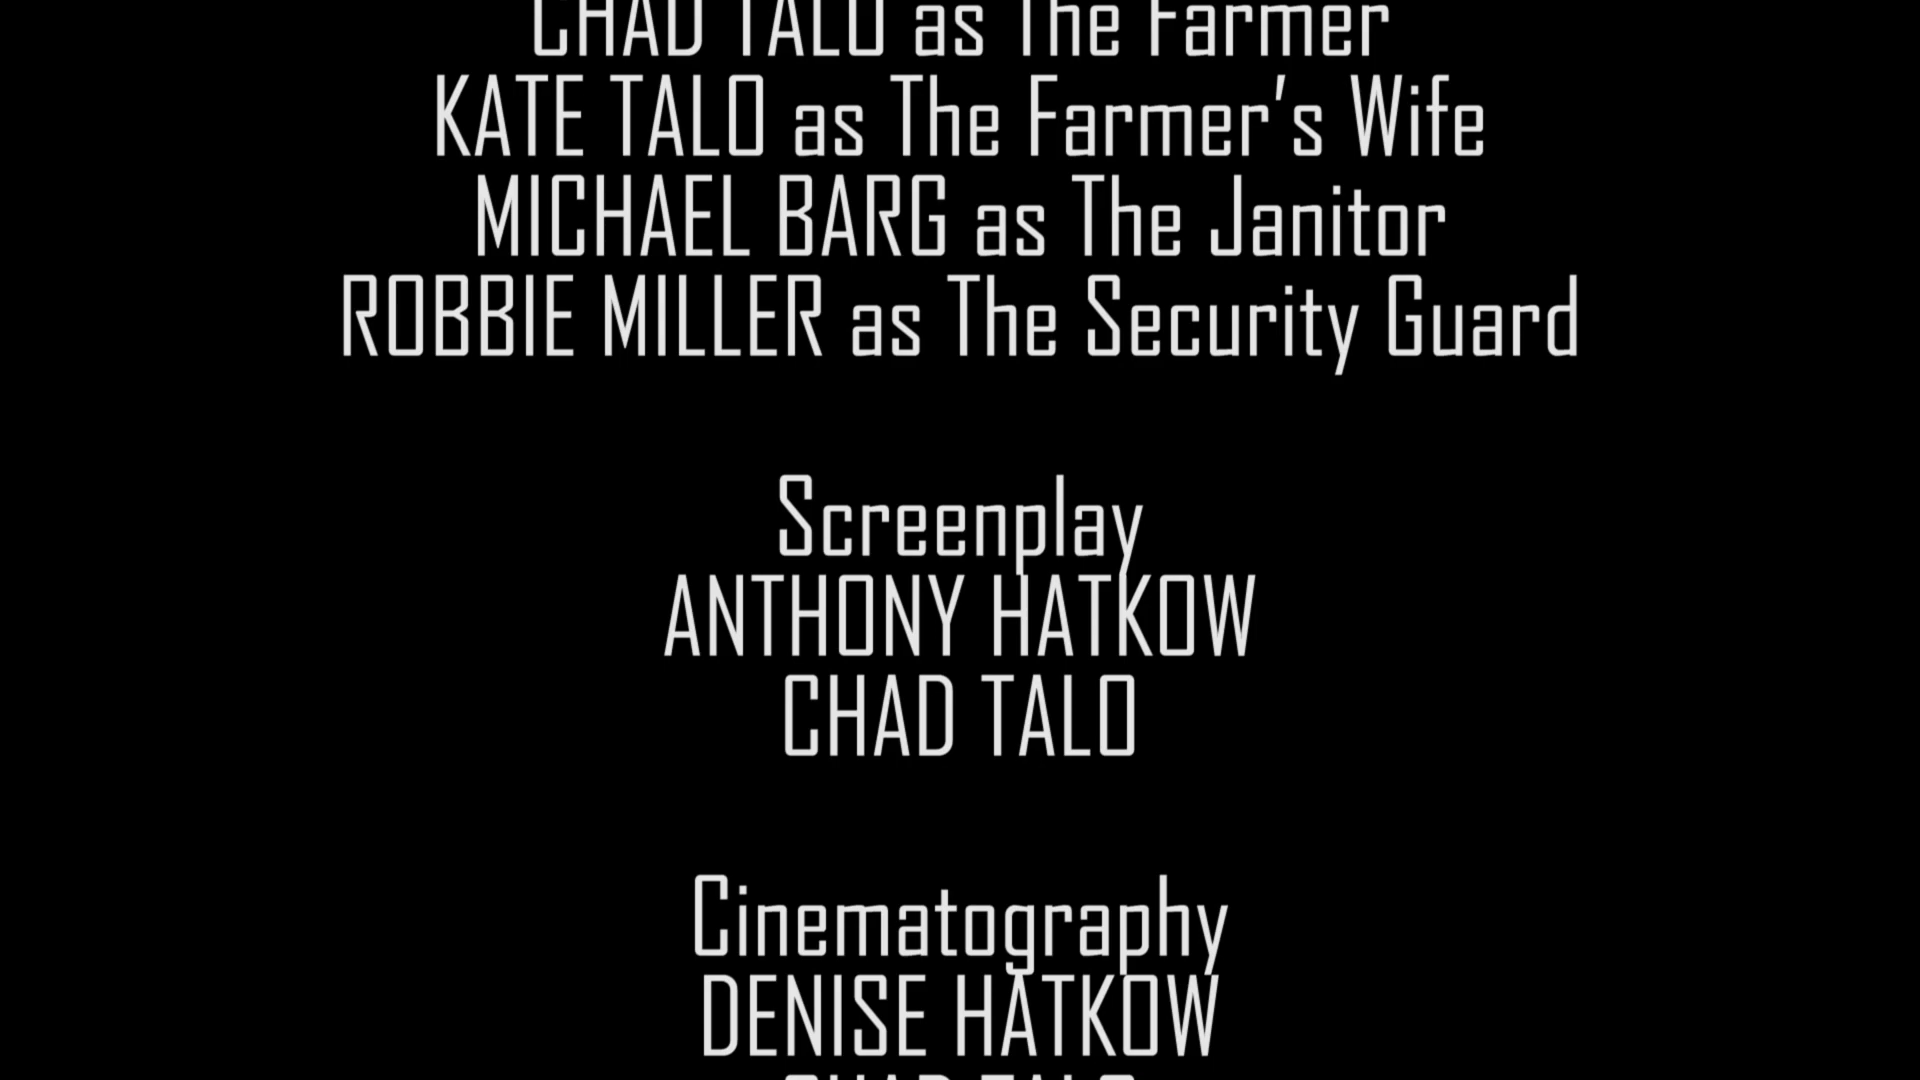 CHAD TALO as The Farmer
KATE TALO as The Farmer’s Wife
MICHAEL BARG as The Janitor
ROBBIE MILLER as The Security Guard
Screenplay
ANTHONY HATKOW
CHAD TALO
Cinematography
DENISE HATKOW